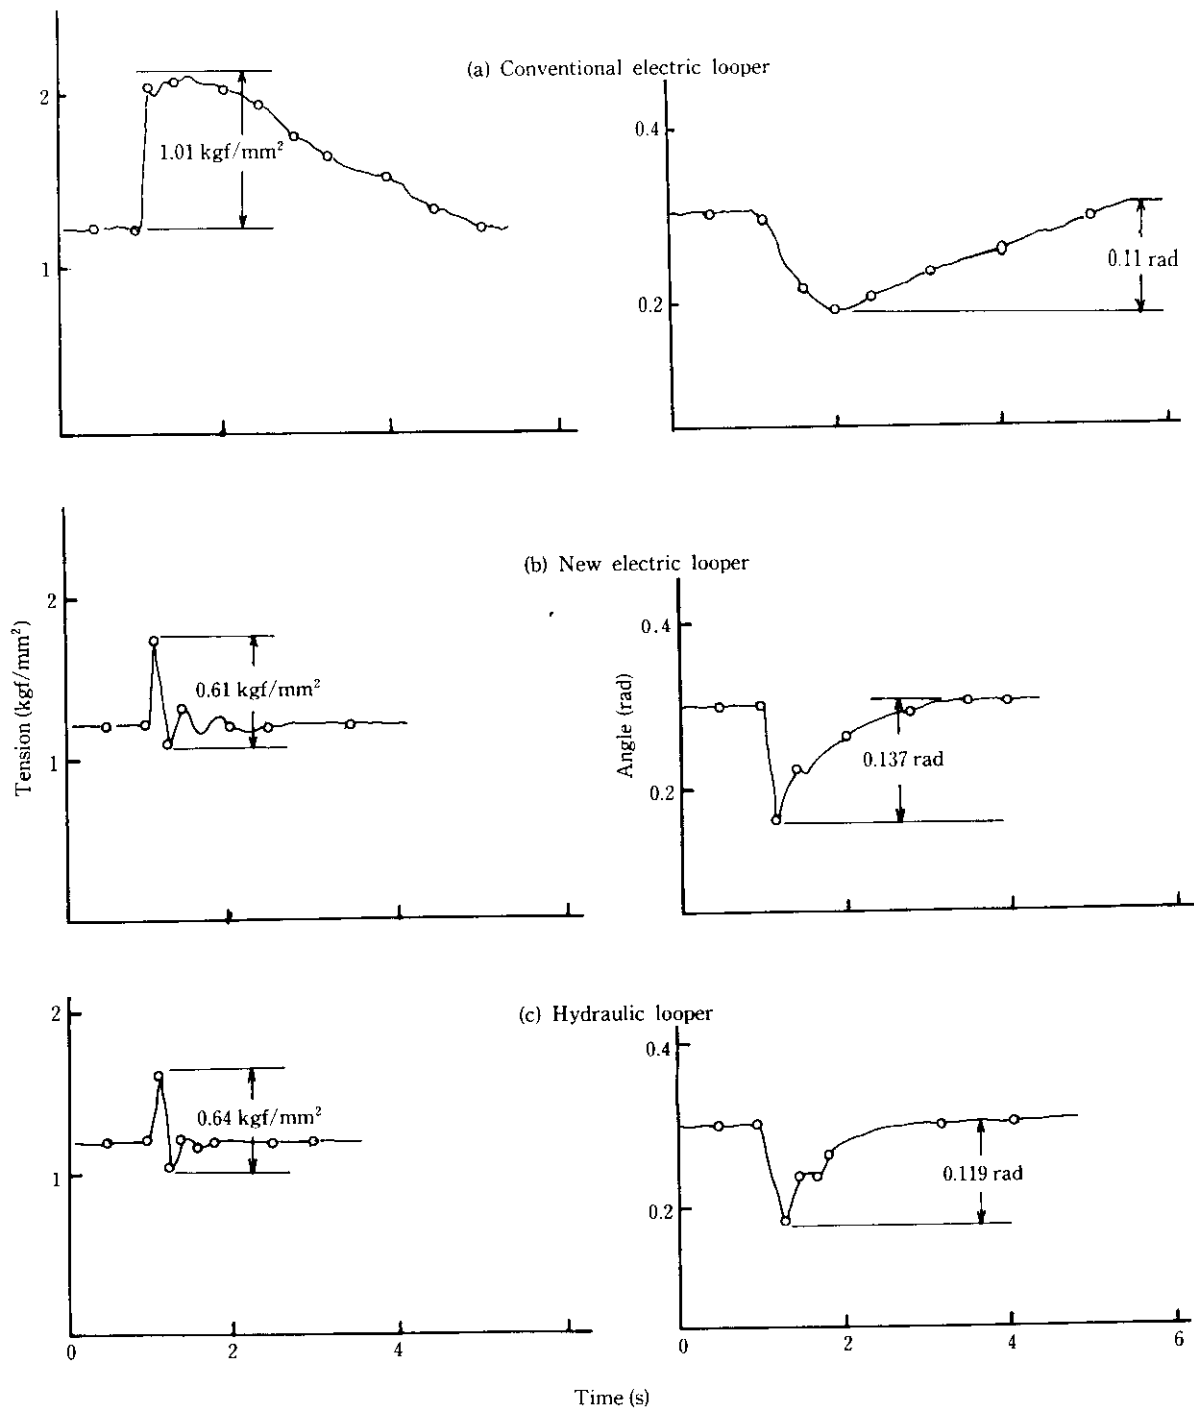 (a) Conventional electric looper
2
1
1.01 kgf/mm²
0.4
0.2
0.11 rad
(b) New electric looper
Tension (kgf/mm²)
2
1
0.61 kgf/mm²
Angle (rad)
0.4
0.2
0.137 rad
(c) Hydraulic looper
2
1
0.64 kgf/mm²
0 2 4
0.4
0.2
0.119 rad
0 2 4 6
Time (s)